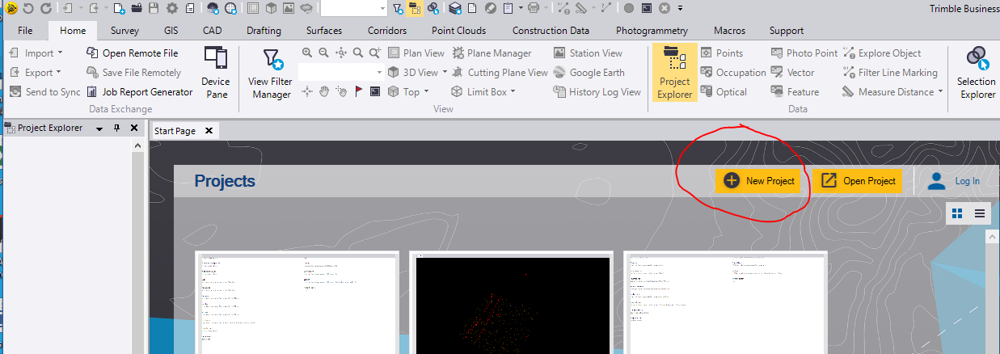 Trimble Business
File Home Survey GIS CAD Drafting Surfaces Corridors Point Clouds Construction Data Photogrammetry Macros Support
Import Open Remote File Plan View Plane Manager Station View Points Photo Point Explore Object
Export Save File Remotely 3D View Cutting Plane View Google Earth Occupation Vector Filter Line Marking
Send to Sync Job Report Generator Device Pane View Filter Manager Top Limit Box History Log View Project Explorer Optical Feature Measure Distance Selection Explorer
Data Exchange View Data
Project Explorer Start Page
Projects New Project Open Project Log In